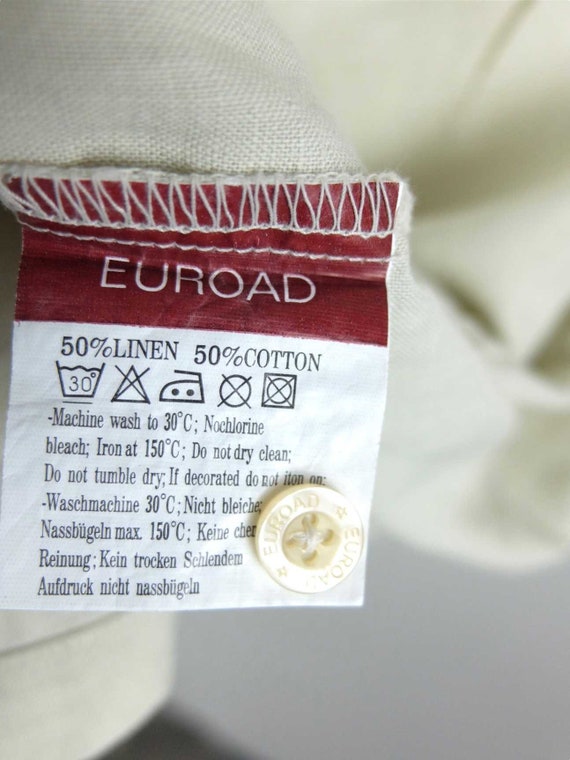 EUROAD
50%LINEN 50%COTTON
30°
-Machine wash to 30°C; Nochlorine
bleach; Iron at 150°C; Do not dry clean;
Do not tumble dry; If decorated do not iton on;
-Waschmachine 30°C; Nicht bleiche
Nassbügeln max. 150°C; Keine che
Reinung; Kein trocken Schlendem
Aufdruck nicht nassbügeln
EUROAD
EUROAD